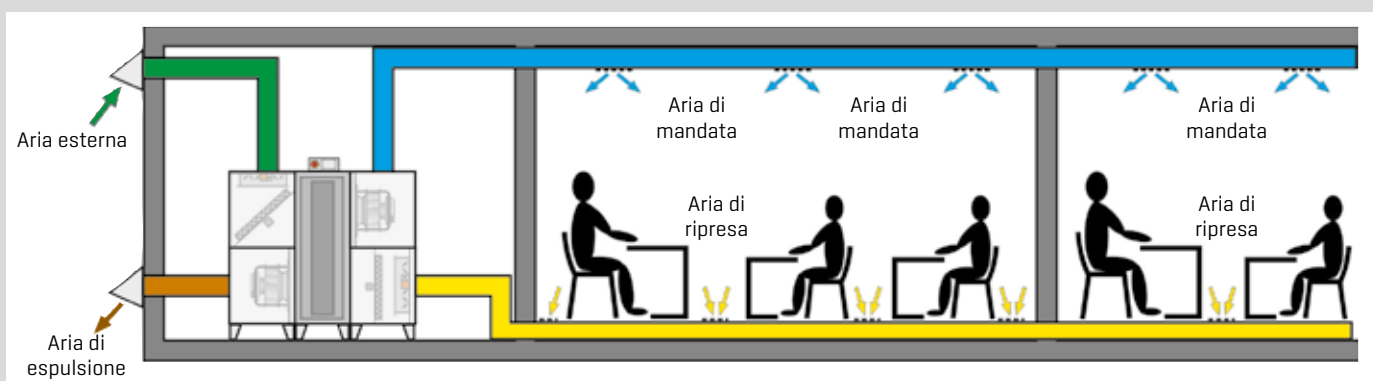 Aria esterna
Aria di
espulsione
Aria di
mandata
Aria di
mandata
Aria di
mandata
Aria di
ripresa
Aria di
ripresa